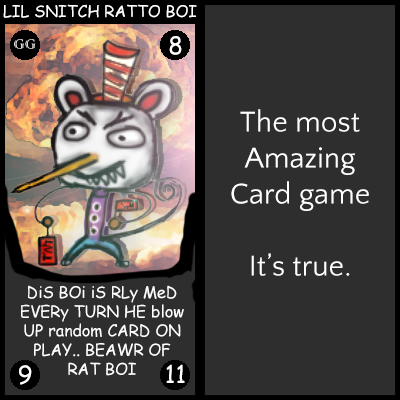 LIL SNITCH RATTO BOI
GG
8
TNT
DiS BOi iS RLy MeD
EVERy TURN HE blow
UP random CARD ON
PLAY.. BEAWR OF
RAT BOI
9
11
The most
Amazing
Card game
It's true.